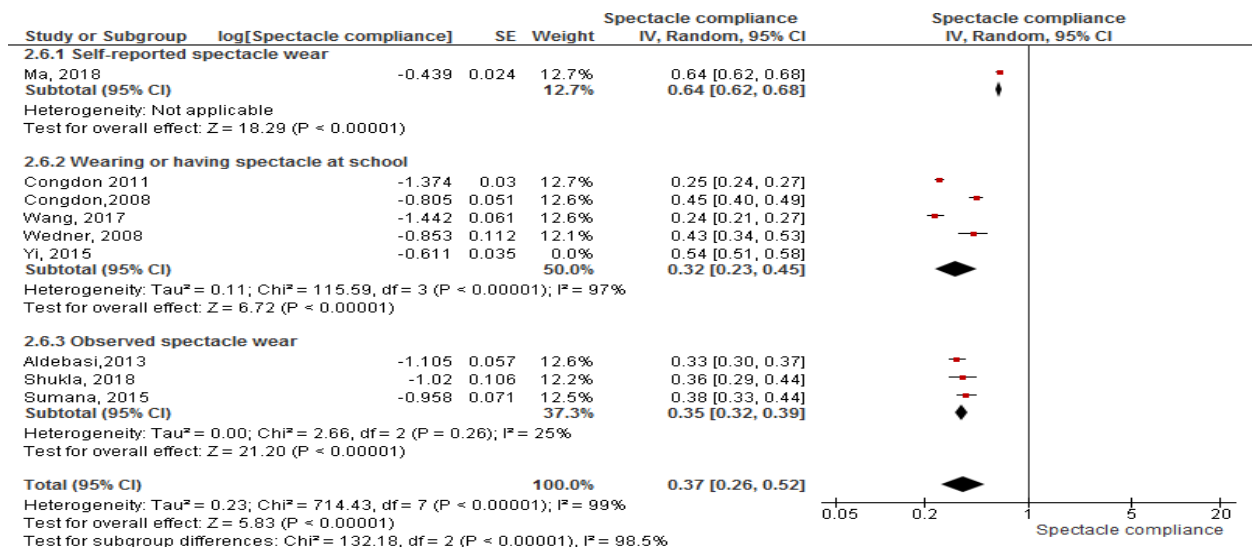 Spectacle compliance Spectacle compliance
Study or Subgroup log[Spectacle compliance] SE Weight IV, Random, 95% CI IV, Random, 95% CI
2.6.1 Self-reported spectacle wear
Ma, 2018 -0.439 0.024 12.7% 0.64 [0.62, 0.68]
Subtotal (95% CI) 12.7% 0.64 [0.62, 0.68]
Heterogeneity: Not applicable
Test for overall effect: Z = 18.29 (P < 0.00001)
2.6.2 Wearing or having spectacle at school
Congdon 2011 -1.374 0.03 12.7% 0.25 [0.24, 0.27]
Congdon,2008 -0.805 0.051 12.6% 0.45 [0.40, 0.49]
Wang, 2017 -1.442 0.061 12.6% 0.24 [0.21, 0.27]
Wedner, 2008 -0.853 0.112 12.1% 0.43 [0.34, 0.53]
Yi, 2015 -0.611 0.035 0.0% 0.54 [0.51, 0.58]
Subtotal (95% CI) 50.0% 0.32 [0.23, 0.45]
Heterogeneity: Tau² = 0.11; Chi² = 115.59, df = 3 (P < 0.00001); I² = 97%
Test for overall effect: Z = 6.72 (P < 0.00001)
2.6.3 Observed spectacle wear
Aldebasi,2013 -1.105 0.057 12.6% 0.33 [0.30, 0.37]
Shukla, 2018 -1.02 0.106 12.2% 0.36 [0.29, 0.44]
Sumana, 2015 -0.958 0.071 12.5% 0.38 [0.33, 0.44]
Subtotal (95% CI) 37.3% 0.35 [0.32, 0.39]
Heterogeneity: Tau² = 0.00; Chi² = 2.66, df = 2 (P = 0.26); I² = 25%
Test for overall effect: Z = 21.20 (P < 0.00001)
Total (95% CI) 100.0% 0.37 [0.26, 0.52]
Heterogeneity: Tau² = 0.23; Chi² = 714.43, df = 7 (P < 0.00001); I² = 99%
Test for overall effect: Z = 5.83 (P < 0.00001)
Test for subgroup differences: Chi² = 132.18, df = 2 (P < 0.00001), I² = 98.5%
0.05 0.2 1 5 20
Spectacle compliance